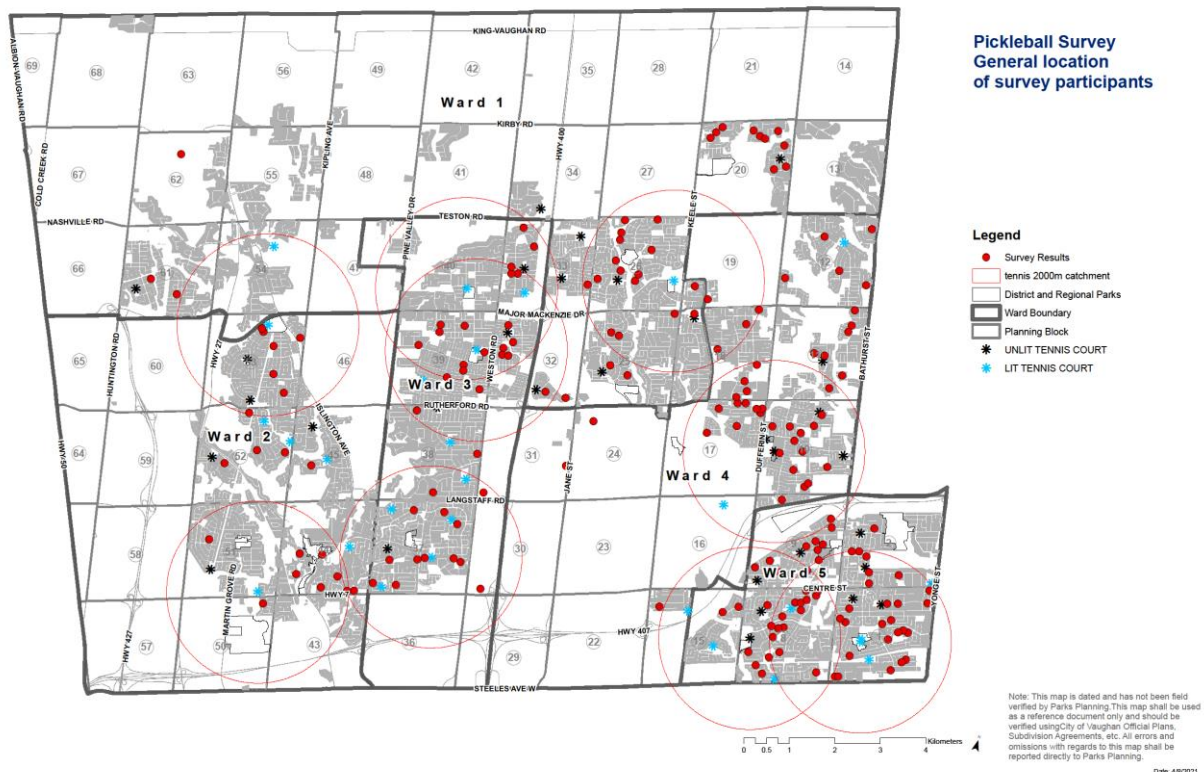 Pickleball Survey
General location
of survey participants
KING-VAUGHAN RD
ALBION-VAUGHAN RD
69
68
63
56
49
42
35
28
21
14
Ward 1
COLD CREEK RD
KIPLING AVE
KIRBY RD
HWY 400
67
62
55
48
41
34
27
20
13
NASHVILLE RD
PINE VALLEY DR
TESTON RD
KEELE ST
66
61
54
47
40
33
19
12
MAJOR MACKENZIE DR
HUNTINGTON RD
HWY 27
WESTON RD
BATHURST ST
65
60
46
39
32
Ward 3
RUTHERFORD RD
ISLINGTON AVE
Ward 2
HWY 50
64
59
52
38
31
JANE ST
24
17
DUFFERIN ST
Ward 4
LANGSTAFF RD
58
51
30
23
16
MARTIN GROVE RD
Ward 5
CENTRE ST
YONGE ST
HWY 7
HWY 427
57
50
43
36
29
22
15
8
HWY 407
STEELES AVE W
Legend
Survey Results
tennis 2000m catchment
District and Regional Parks
Ward Boundary
Planning Block
UNLIT TENNIS COURT
LIT TENNIS COURT
Kilometers
0 0.5 1 2 3 4
Note: This map is dated and has not been field
verified by Parks Planning.This map shall be used
as a reference document only and should be
verified usingCity of Vaughan Official Plans,
Subdivision Agreements, etc. All errors and
omissions with regards to this map shall be
reported directly to Parks Planning.
Date: 4/9/2021